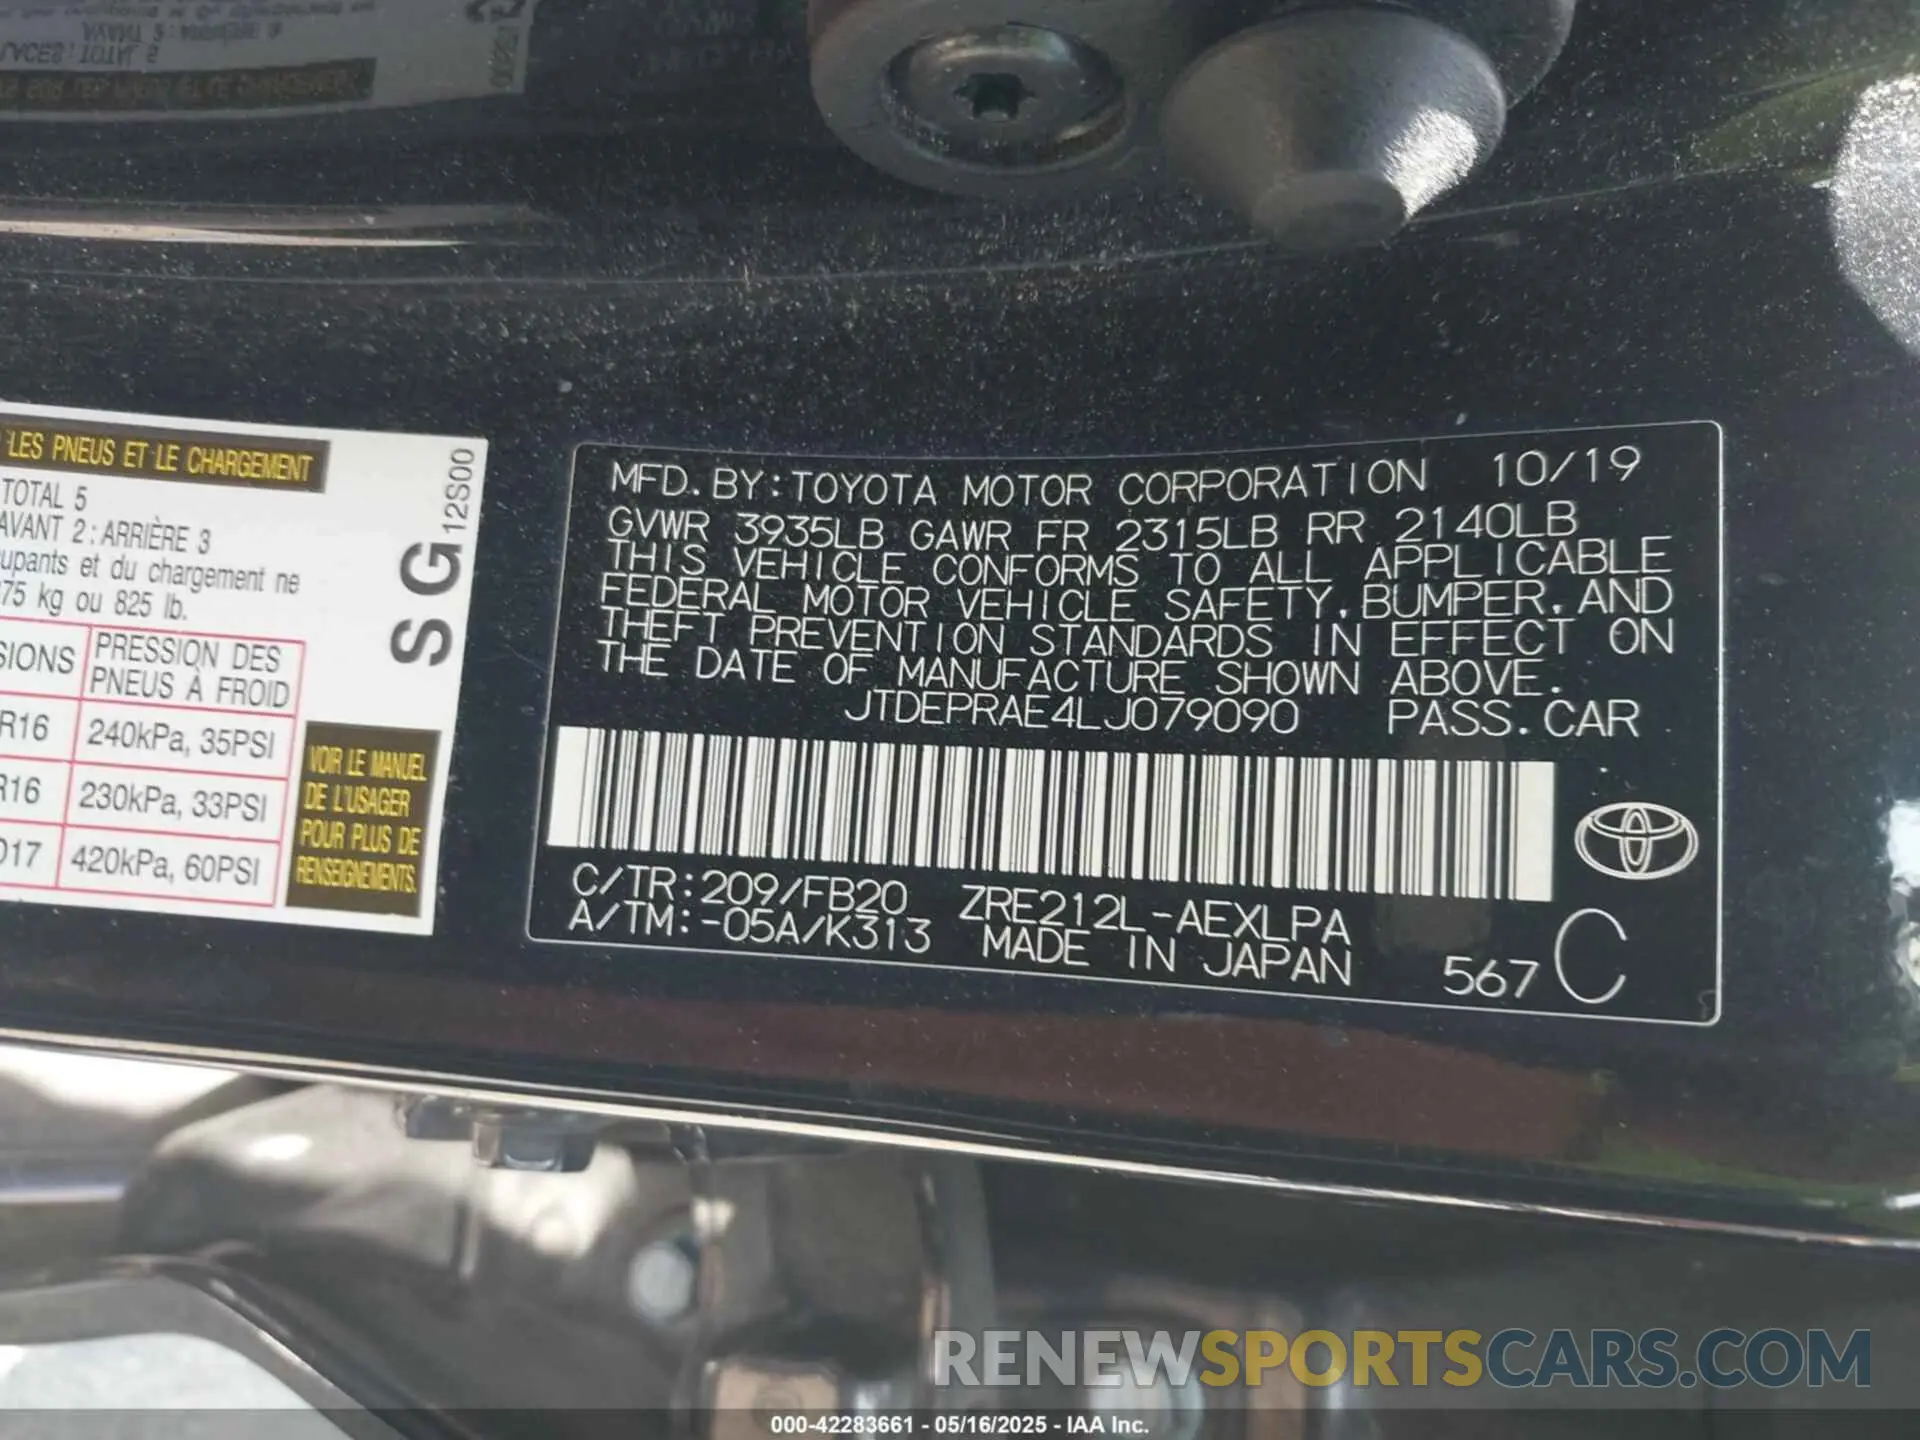 LES PNEUS ET LE CHARGEMENT
TOTAL 5
AVANT 2 : ARRIÈRE 3
upants et du chargement ne
75 kg ou 825 lb.
SIONS
PRESSION DES
PNEUS À FROID
R16
240kPa, 35PSI
R16
230kPa, 33PSI
D17
420kPa, 60PSI
VOIR LE MANUEL
DE L'USAGER
POUR PLUS DE
RENSEIGNEMENTS.
SG
12S00
MFD. BY: TOYOTA MOTOR CORPORATION 10/19
GVWR 3935LB GAWR FR 2315LB RR 2140LB
THIS VEHICLE CONFORMS TO ALL APPLICABLE
FEDERAL MOTOR VEHICLE SAFETY, BUMPER, AND
THEFT PREVENTION STANDARDS IN EFFECT ON
THE DATE OF MANUFACTURE SHOWN ABOVE.
JTDEPRAE4LJ079090 PASS. CAR
C/TR: 209/FB20 ZRE212L-AEXLPA
A/TM: -05A/K313 MADE IN JAPAN 567 C
RENEWSPORTSCARS.COM
000-42283661 - 05/16/2025 - IAA Inc.